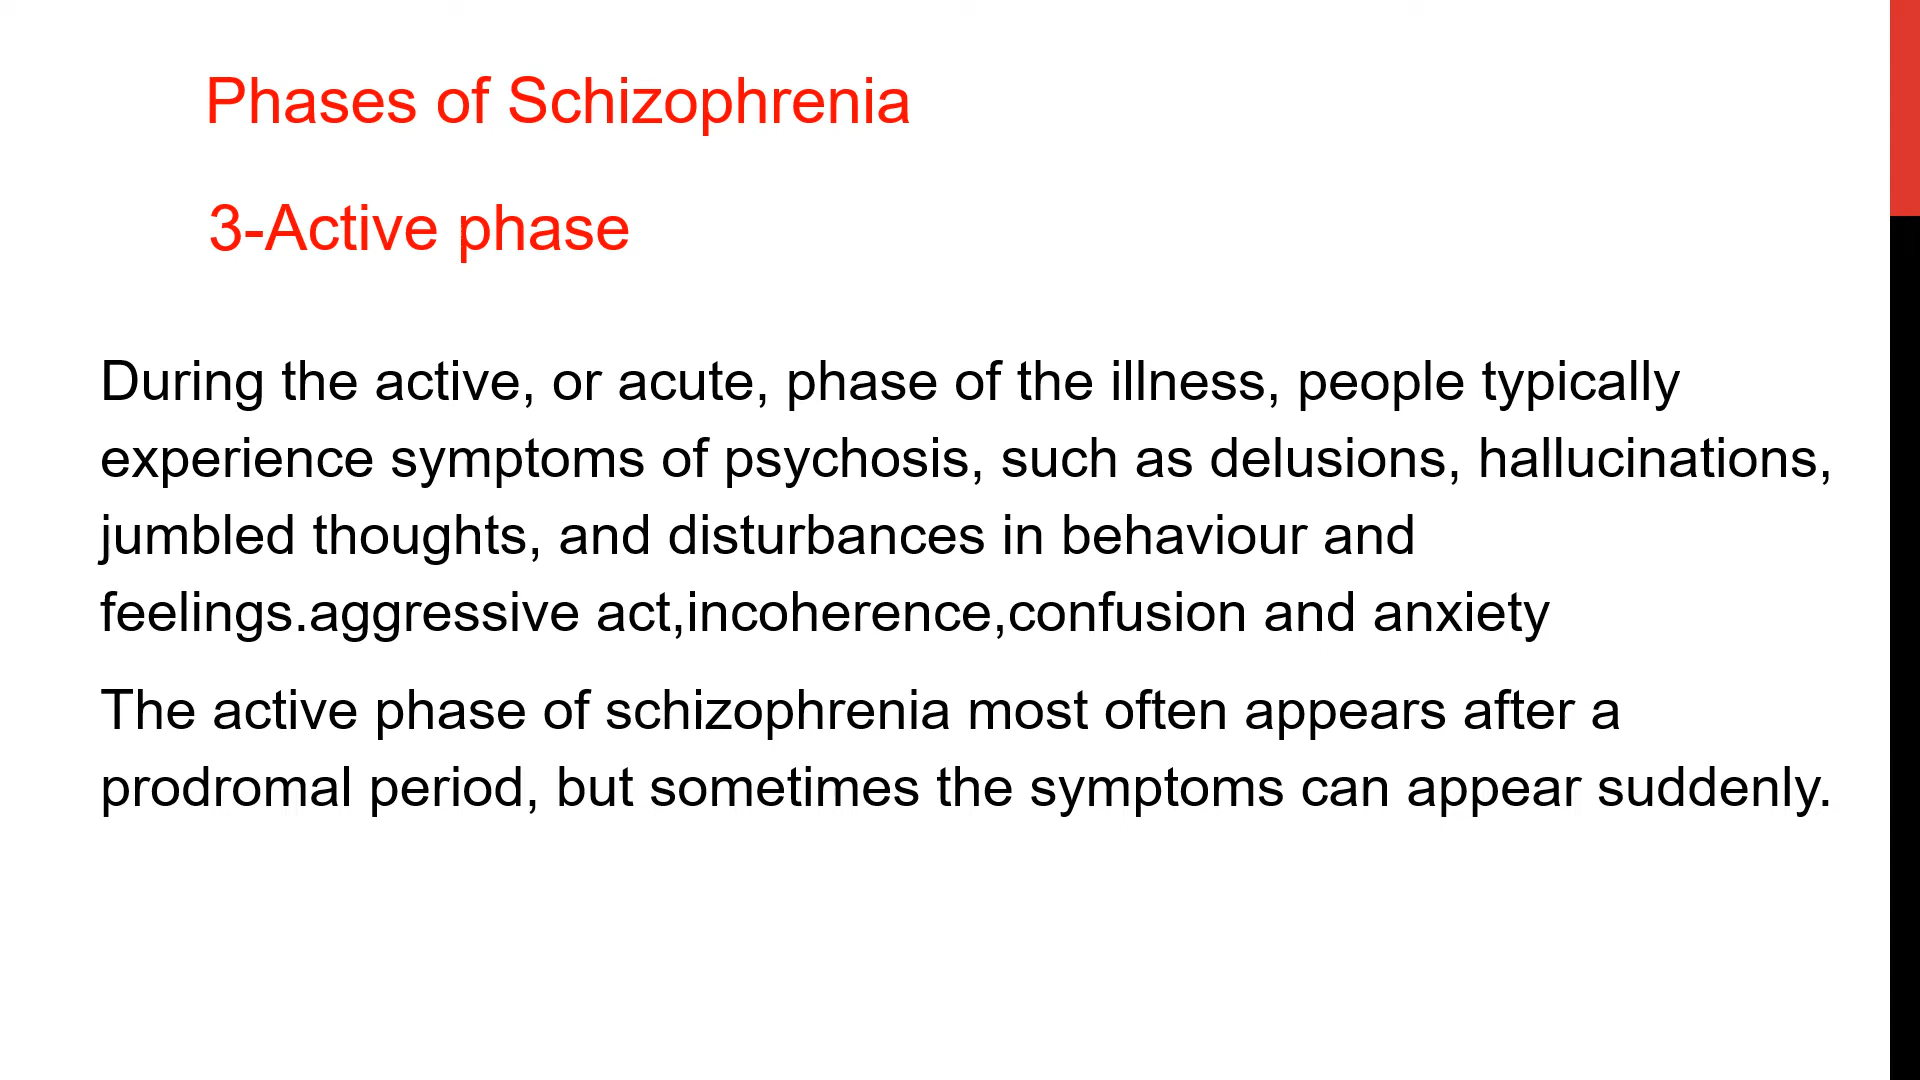 Phases of Schizophrenia
3-Active phase
During the active, or acute, phase of the illness, people typically
experience symptoms of psychosis, such as delusions, hallucinations,
jumbled thoughts, and disturbances in behaviour and
feelings.aggressive act,incoherence,confusion and anxiety
The active phase of schizophrenia most often appears after a
prodromal period, but sometimes the symptoms can appear suddenly.